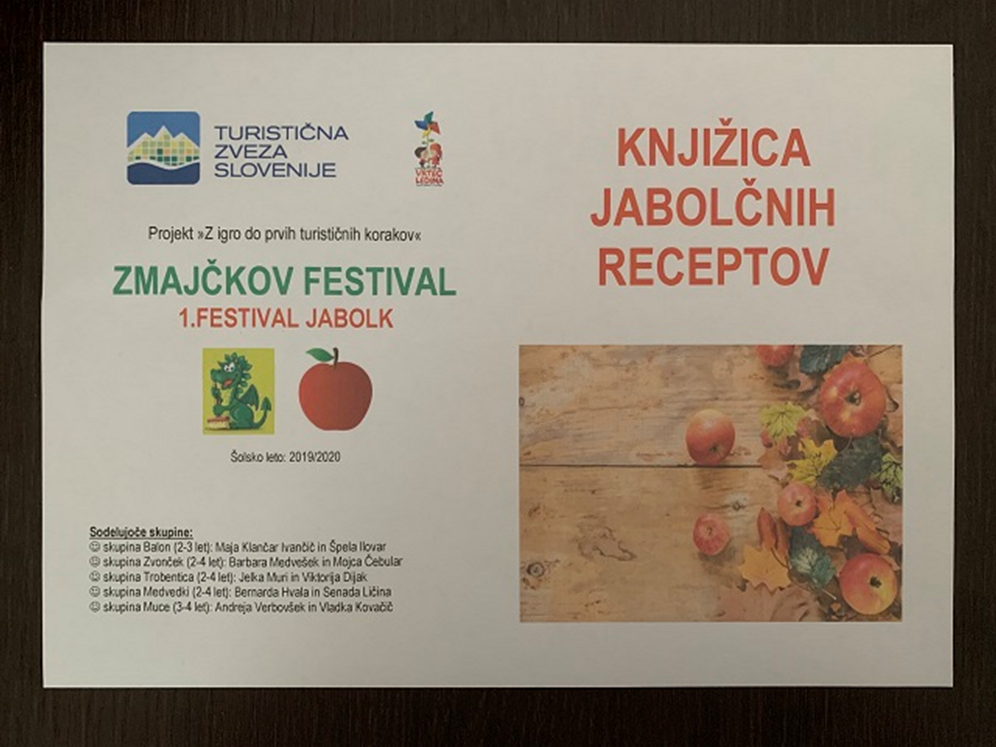 TURISTIČNA
ZVEZA
SLOVENIJE
VRTEC
LEDINA
Projekt »Z igro do prvih turističnih korakov«
ZMAJČKOV FESTIVAL
1.FESTIVAL JABOLK
Šolsko leto: 2019/2020
Sodelujoče skupine:
☺ skupina Balon (2-3 let): Maja Klančar Ivančič in Špela Ilovar
☺ skupina Zvonček (2-4 let): Barbara Medvešek in Mojca Čebular
☺ skupina Trobentica (2-4 let): Jelka Muri in Viktorija Dijak
☺ skupina Medvedki (2-4 let): Bernarda Hvala in Senada Ličina
☺ skupina Muce (3-4 let): Andreja Verbovšek in Vladka Kovačič
KNJIŽICA
JABOLČNIH
RECEPTOV